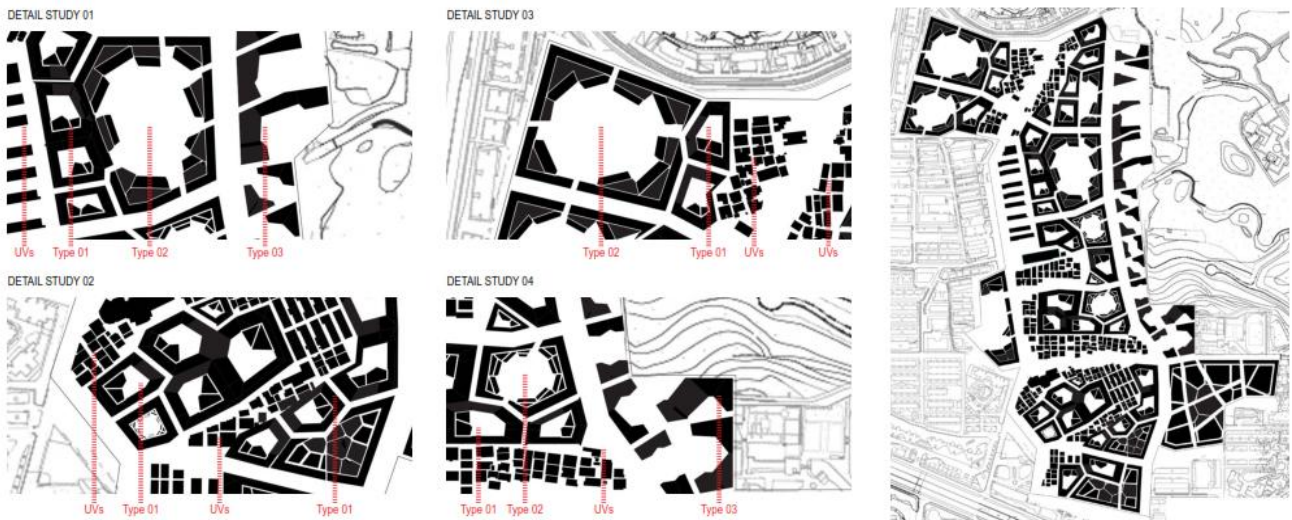 DETAIL STUDY 01
UVs Type 01 Type 02 Type 03
DETAIL STUDY 03
Type 02 Type 01 UVs UVs
DETAIL STUDY 02
UVs Type 01 UVs Type 01
DETAIL STUDY 04
Type 01 Type 02 UVs Type 03